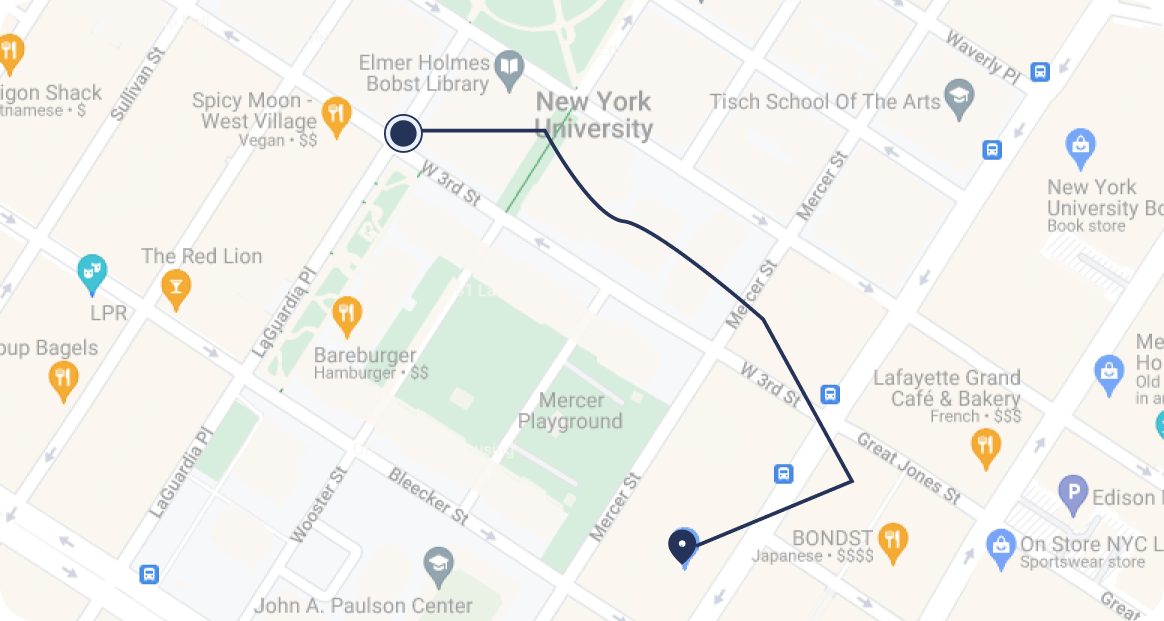 Waverly Pl
Sullivan St
Elmer Holmes
Bobst Library
igon Shack
tnamese • $
Spicy Moon -
West Village
Vegan • $$
New York
University
Tisch School Of The Arts
W 3rd St
Mercer St
New York
University Bo
Book store
The Red Lion
LPR
LaGuardia Pl
Mercer St
Bareburger
Hamburger • $$
oup Bagels
Mercer
Playground
W 3rd St
Lafayette Grand
Café & Bakery
French • $$$
Me
Ho
Old
in a
Great Jones St
LaGuardia Pl
Wooster St
Bleecker St
Mercer St
P
Edison
BONDST
Japanese • $$$$
On Store NYC L
Sportswear store
John A. Paulson Center
Great